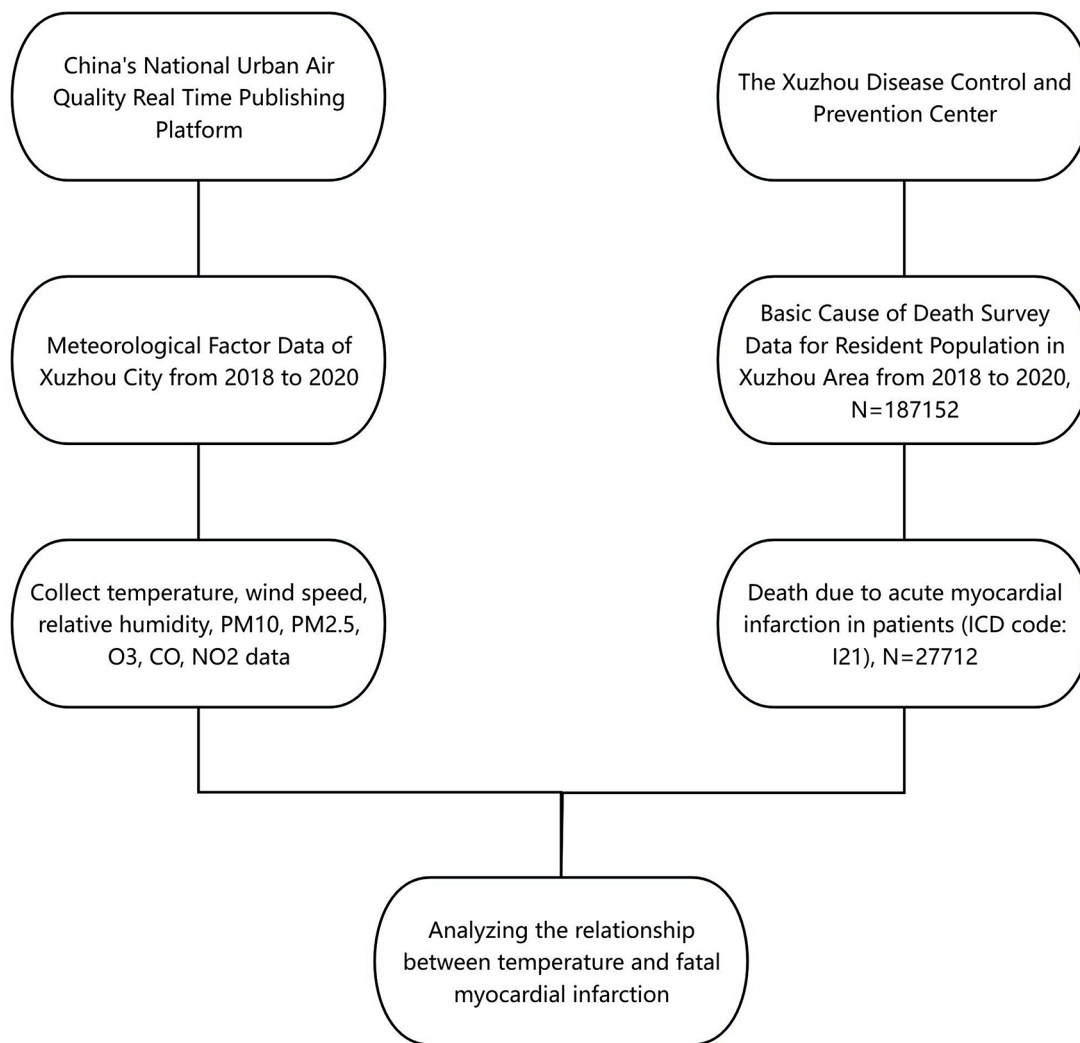 China's National Urban Air
Quality Real Time Publishing
Platform
The Xuzhou Disease Control and
Prevention Center
Meteorological Factor Data of
Xuzhou City from 2018 to 2020
Basic Cause of Death Survey
Data for Resident Population in
Xuzhou Area from 2018 to 2020,
N=187152
Collect temperature, wind speed,
relative humidity, PM10, PM2.5,
O3, CO, NO2 data
Death due to acute myocardial
infarction in patients (ICD code:
I21), N=27712
Analyzing the relationship
between temperature and fatal
myocardial infarction